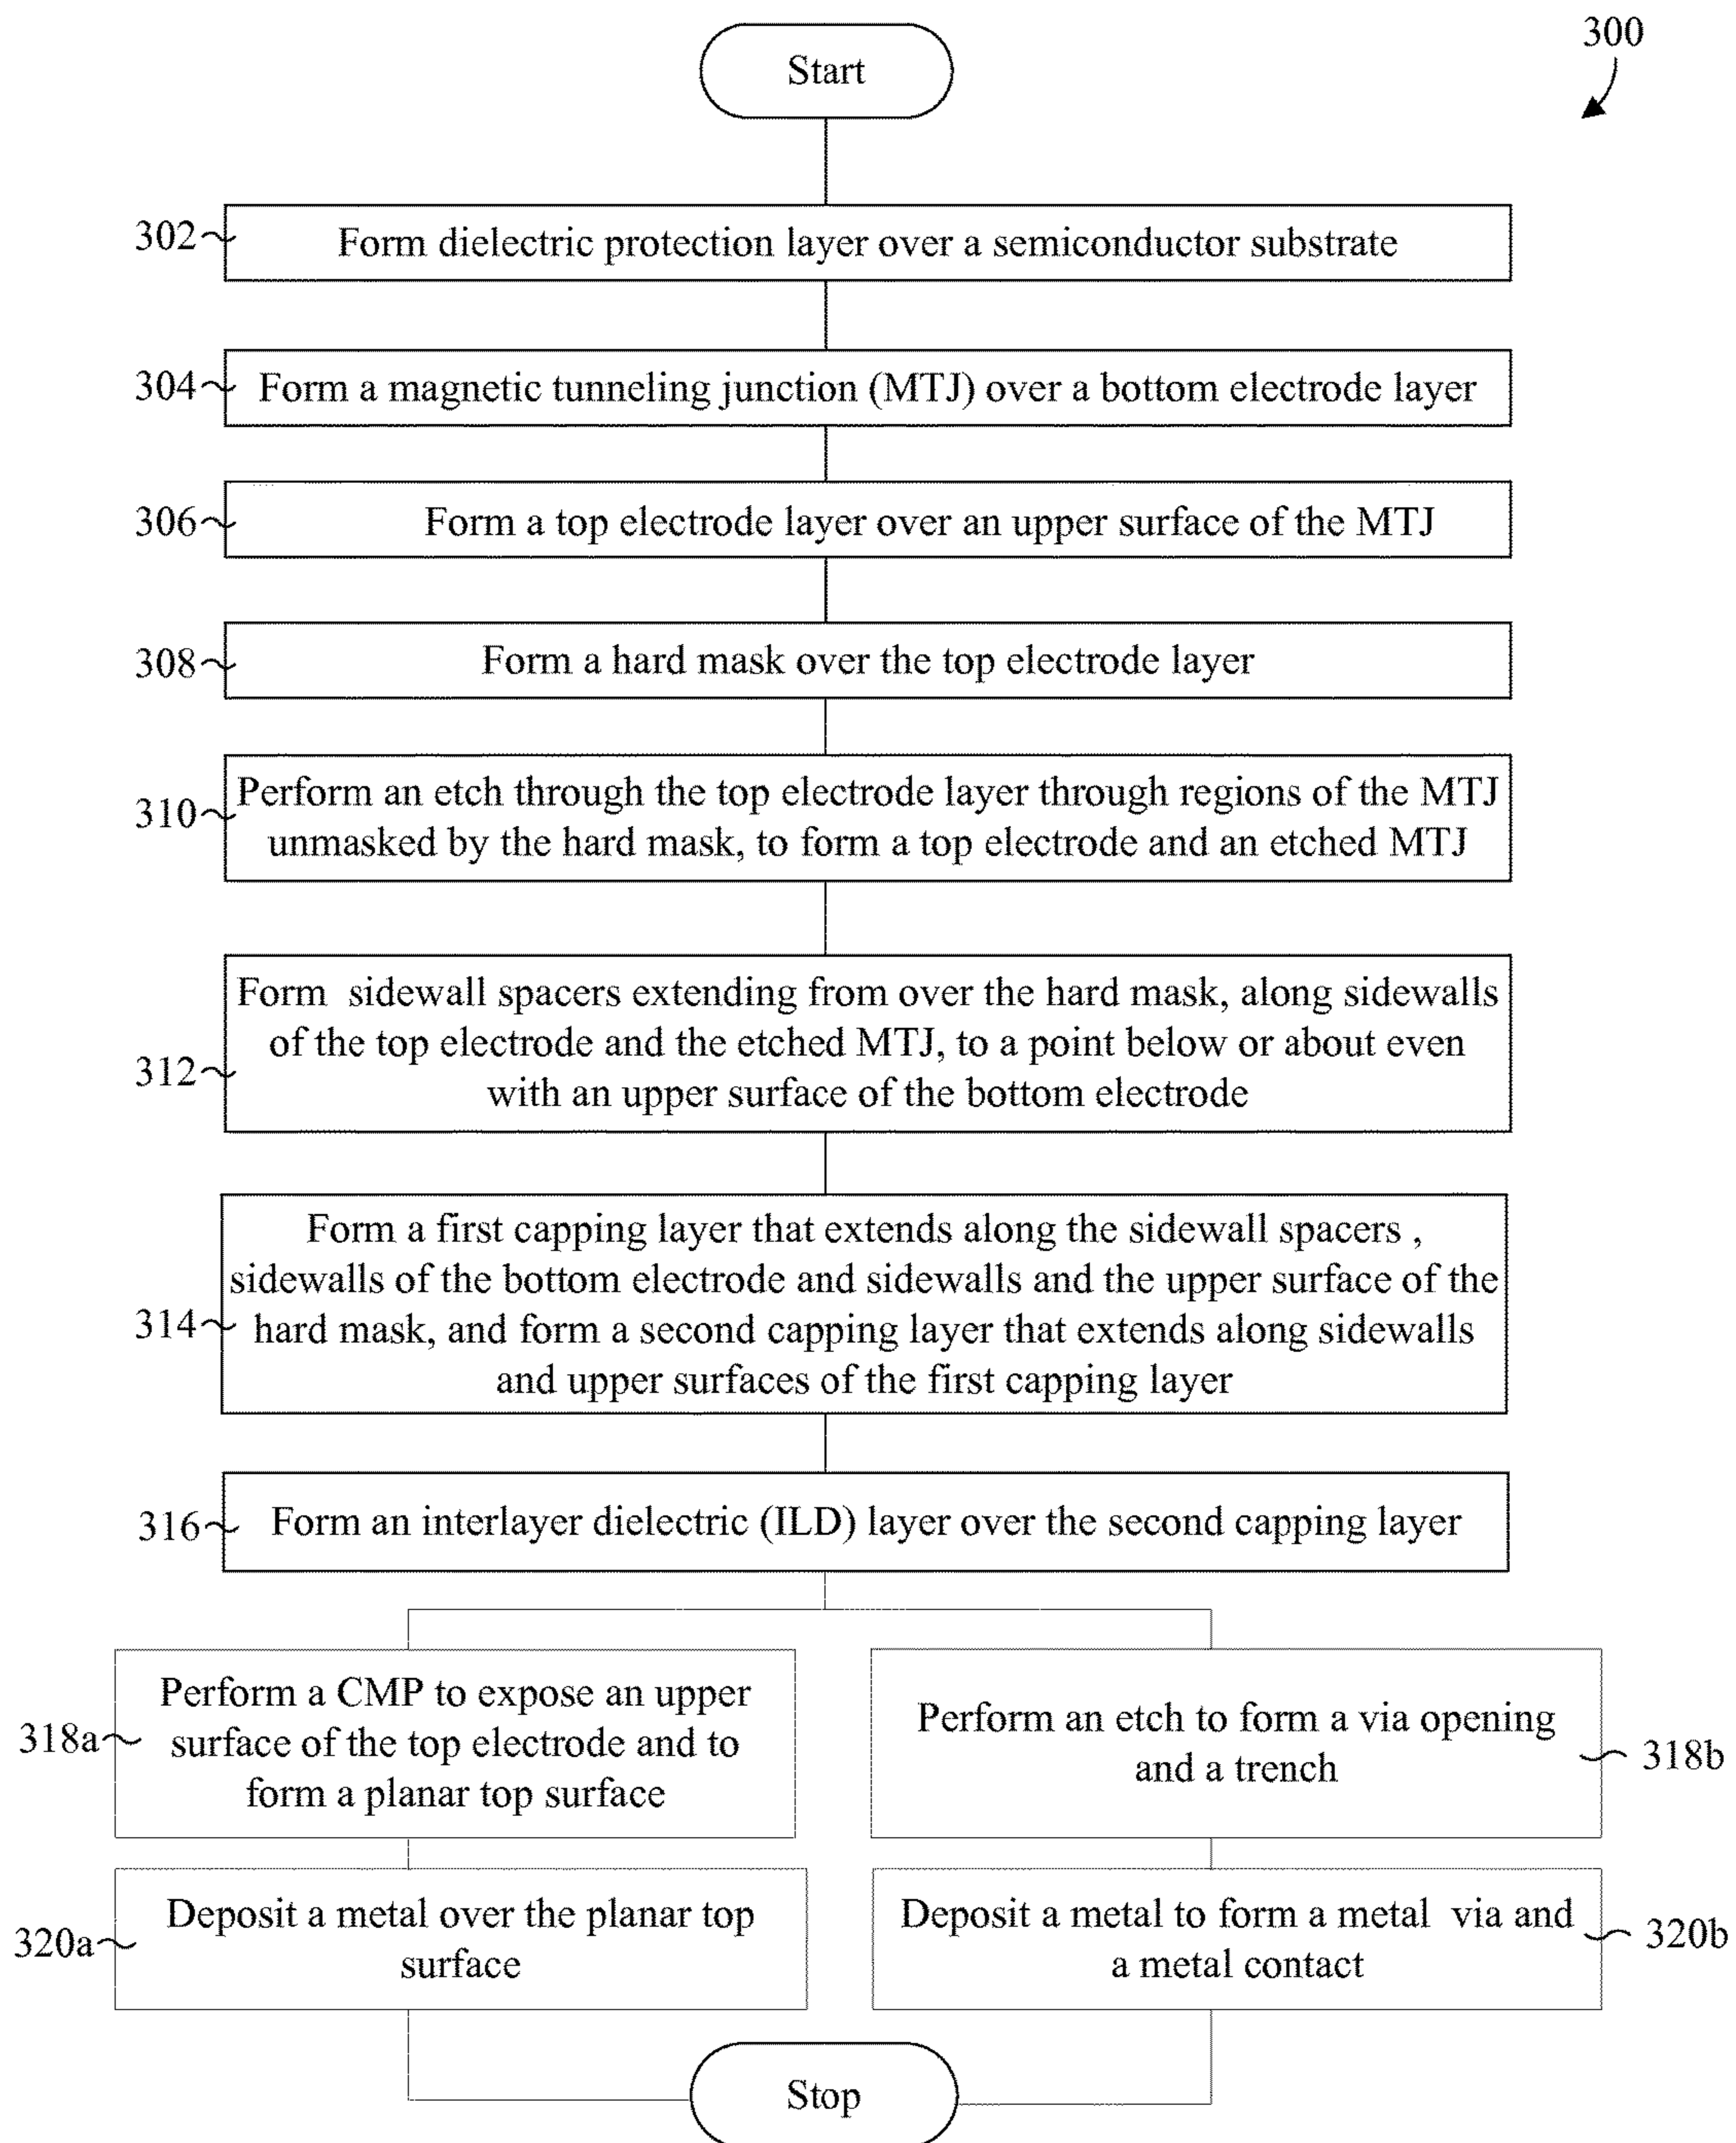 300
Start
302
Form dielectric protection layer over a semiconductor substrate
304
Form a magnetic tunneling junction (MTJ) over a bottom electrode layer
306
Form a top electrode layer over an upper surface of the MTJ
308
Form a hard mask over the top electrode layer
310
Perform an etch through the top electrode layer through regions of the MTJ
unmasked by the hard mask, to form a top electrode and an etched MTJ
312
Form sidewall spacers extending from over the hard mask, along sidewalls
of the top electrode and the etched MTJ, to a point below or about even
with an upper surface of the bottom electrode
314
Form a first capping layer that extends along the sidewall spacers ,
sidewalls of the bottom electrode and sidewalls and the upper surface of the
hard mask, and form a second capping layer that extends along sidewalls
and upper surfaces of the first capping layer
316
Form an interlayer dielectric (ILD) layer over the second capping layer
318a
Perform a CMP to expose an upper
surface of the top electrode and to
form a planar top surface
Perform an etch to form a via opening
and a trench
318b
320a
Deposit a metal over the planar top
surface
Deposit a metal to form a metal via and
a metal contact
320b
Stop